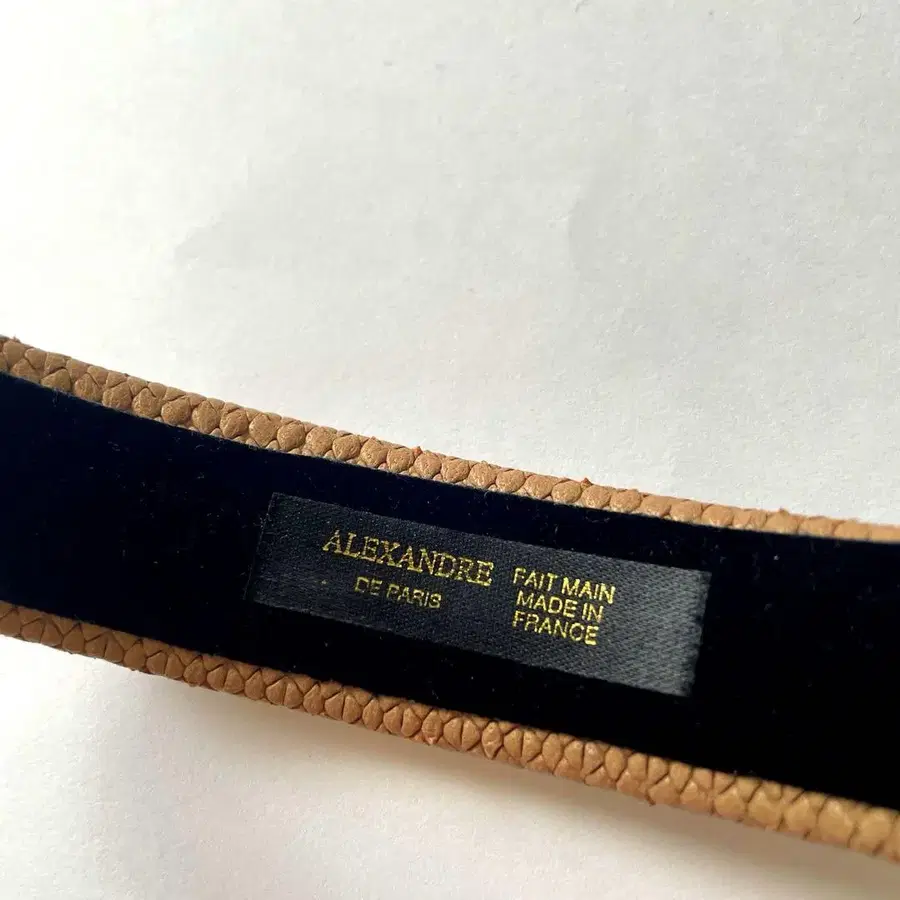 ALEXANDRE
DE PARIS
FAIT MAIN
MADE IN
FRANCE